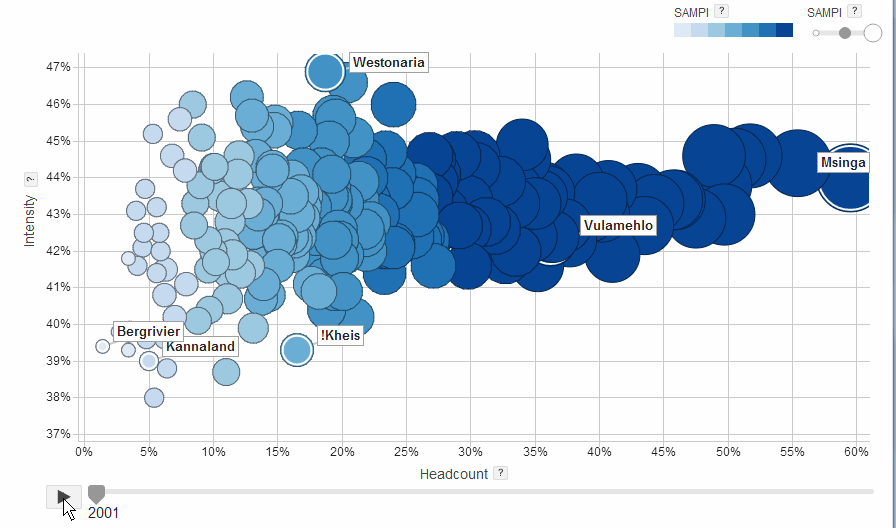 SAMPI ? SAMPI ?
Westonaria
Msinga
Vulamehlo
!Kheis
Bergrivier
Kannaland
47%
46%
45%
44%
43%
42%
41%
40%
39%
38%
37%
Intensity ?
0% 5% 10% 15% 20% 25% 30% 35% 40% 45% 50% 55% 60%
Headcount ?
2001